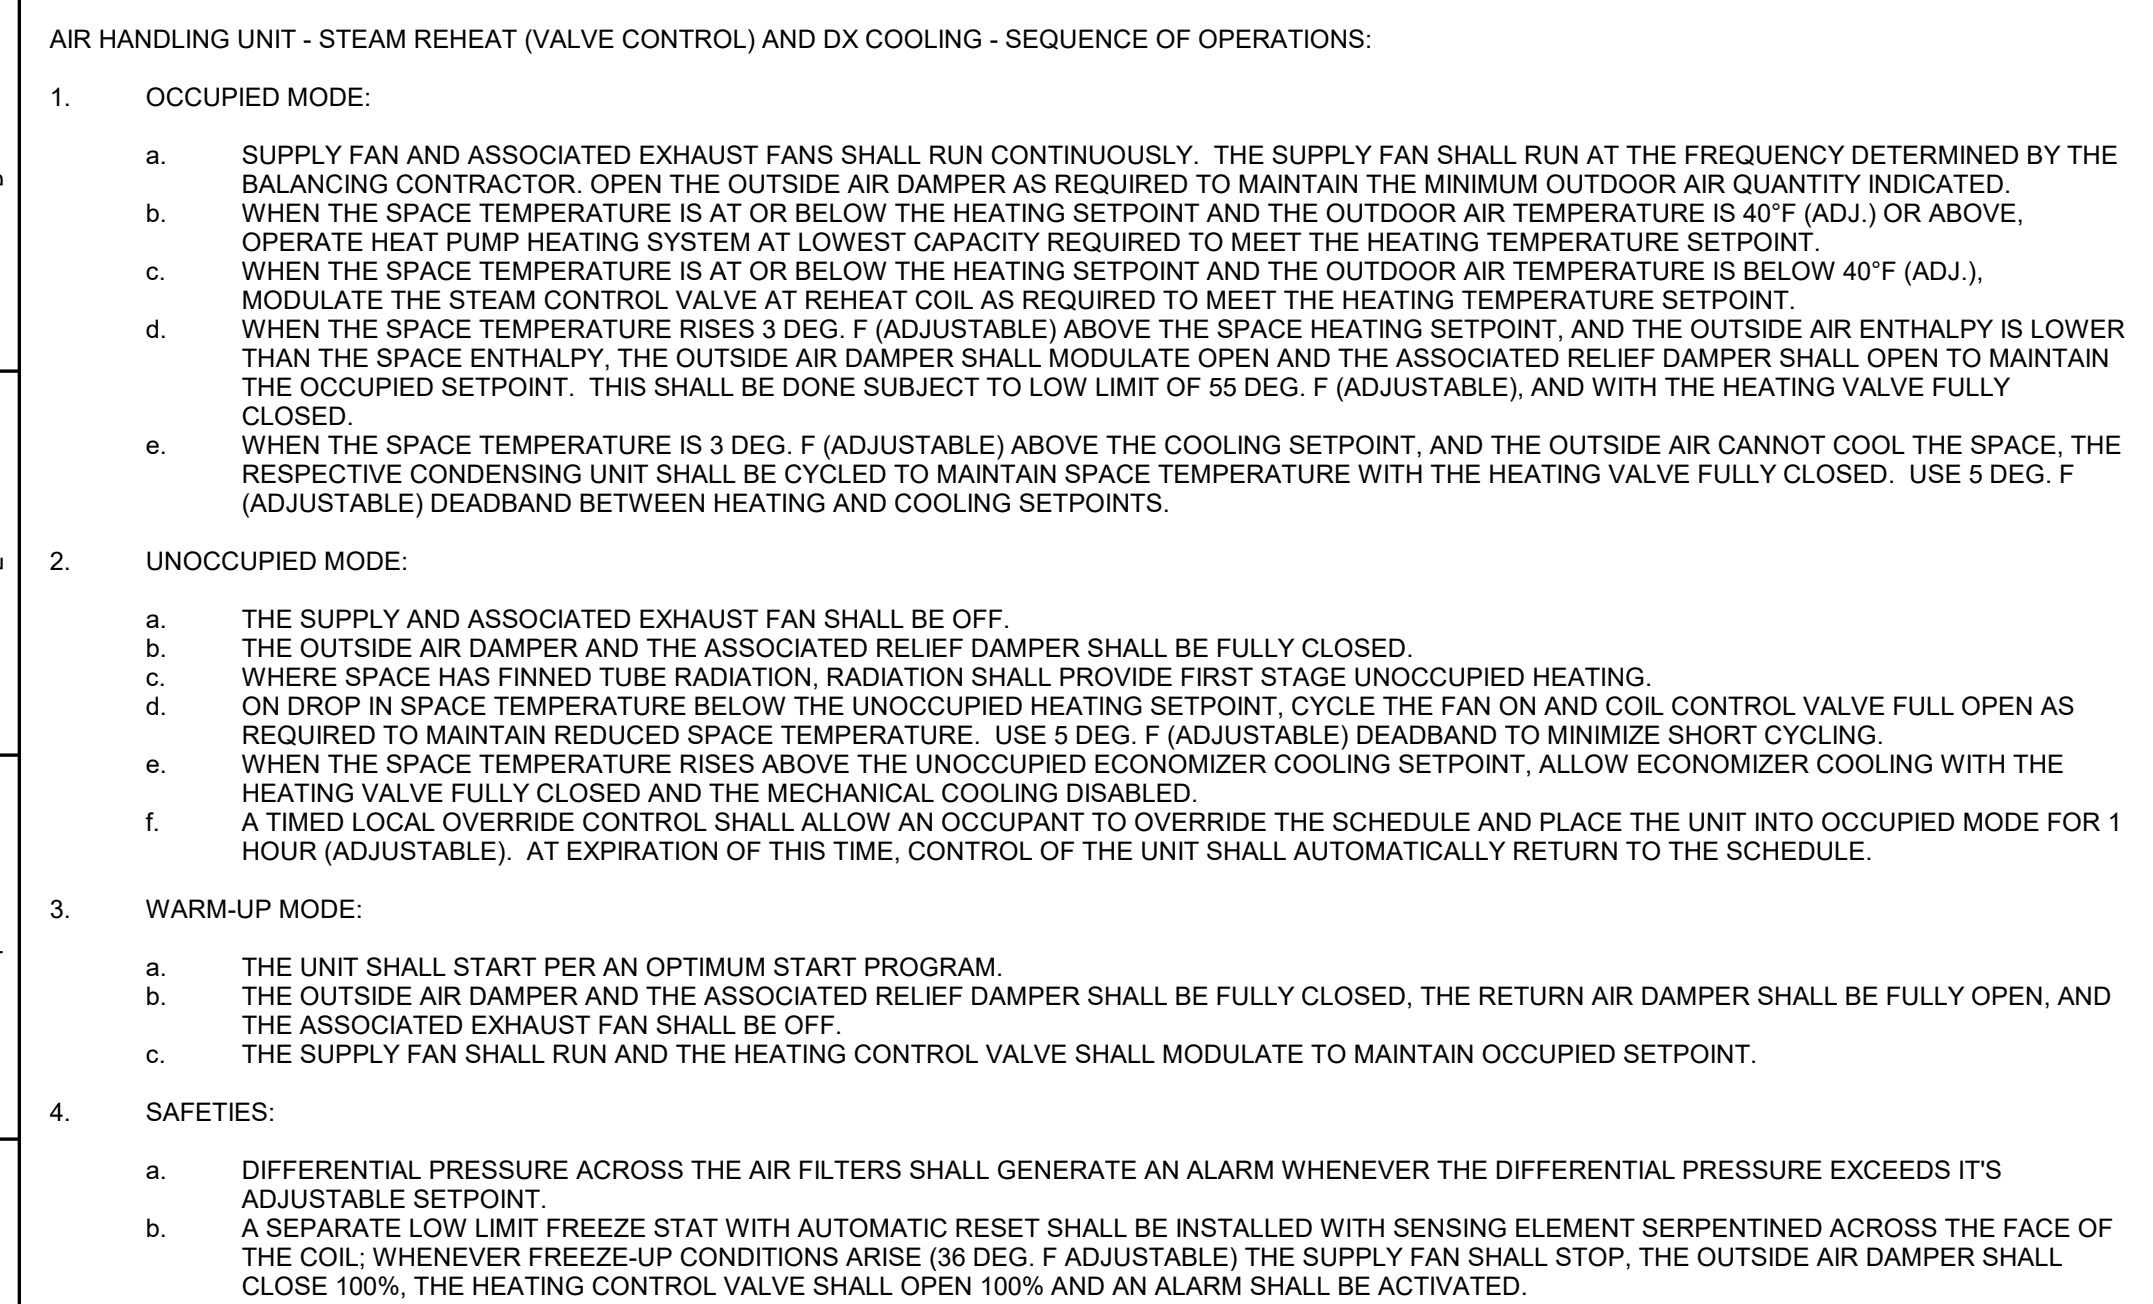 AIR HANDLING UNIT - STEAM REHEAT (VALVE CONTROL) AND DX COOLING - SEQUENCE OF OPERATIONS:
1. OCCUPIED MODE:
a. SUPPLY FAN AND ASSOCIATED EXHAUST FANS SHALL RUN CONTINUOUSLY. THE SUPPLY FAN SHALL RUN AT THE FREQUENCY DETERMINED BY THE
BALANCING CONTRACTOR. OPEN THE OUTSIDE AIR DAMPER AS REQUIRED TO MAINTAIN THE MINIMUM OUTDOOR AIR QUANTITY INDICATED.
b. WHEN THE SPACE TEMPERATURE IS AT OR BELOW THE HEATING SETPOINT AND THE OUTDOOR AIR TEMPERATURE IS 40°F (ADJ.) OR ABOVE,
OPERATE HEAT PUMP HEATING SYSTEM AT LOWEST CAPACITY REQUIRED TO MEET THE HEATING TEMPERATURE SETPOINT.
c. WHEN THE SPACE TEMPERATURE IS AT OR BELOW THE HEATING SETPOINT AND THE OUTDOOR AIR TEMPERATURE IS BELOW 40°F (ADJ.),
MODULATE THE STEAM CONTROL VALVE AT REHEAT COIL AS REQUIRED TO MEET THE HEATING TEMPERATURE SETPOINT.
d. WHEN THE SPACE TEMPERATURE RISES 3 DEG. F (ADJUSTABLE) ABOVE THE SPACE HEATING SETPOINT, AND THE OUTSIDE AIR ENTHALPY IS LOWER
THAN THE SPACE ENTHALPY, THE OUTSIDE AIR DAMPER SHALL MODULATE OPEN AND THE ASSOCIATED RELIEF DAMPER SHALL OPEN TO MAINTAIN
THE OCCUPIED SETPOINT. THIS SHALL BE DONE SUBJECT TO LOW LIMIT OF 55 DEG. F (ADJUSTABLE), AND WITH THE HEATING VALVE FULLY
CLOSED.
e. WHEN THE SPACE TEMPERATURE IS 3 DEG. F (ADJUSTABLE) ABOVE THE COOLING SETPOINT, AND THE OUTSIDE AIR CANNOT COOL THE SPACE, THE
RESPECTIVE CONDENSING UNIT SHALL BE CYCLED TO MAINTAIN SPACE TEMPERATURE WITH THE HEATING VALVE FULLY CLOSED. USE 5 DEG. F
(ADJUSTABLE) DEADBAND BETWEEN HEATING AND COOLING SETPOINTS.
2. UNOCCUPIED MODE:
a. THE SUPPLY AND ASSOCIATED EXHAUST FAN SHALL BE OFF.
b. THE OUTSIDE AIR DAMPER AND THE ASSOCIATED RELIEF DAMPER SHALL BE FULLY CLOSED.
c. WHERE SPACE HAS FINNED TUBE RADIATION, RADIATION SHALL PROVIDE FIRST STAGE UNOCCUPIED HEATING.
d. ON DROP IN SPACE TEMPERATURE BELOW THE UNOCCUPIED HEATING SETPOINT, CYCLE THE FAN ON AND COIL CONTROL VALVE FULL OPEN AS
REQUIRED TO MAINTAIN REDUCED SPACE TEMPERATURE. USE 5 DEG. F (ADJUSTABLE) DEADBAND TO MINIMIZE SHORT CYCLING.
e. WHEN THE SPACE TEMPERATURE RISES ABOVE THE UNOCCUPIED ECONOMIZER COOLING SETPOINT, ALLOW ECONOMIZER COOLING WITH THE
HEATING VALVE FULLY CLOSED AND THE MECHANICAL COOLING DISABLED.
f. A TIMED LOCAL OVERRIDE CONTROL SHALL ALLOW AN OCCUPANT TO OVERRIDE THE SCHEDULE AND PLACE THE UNIT INTO OCCUPIED MODE FOR 1
HOUR (ADJUSTABLE). AT EXPIRATION OF THIS TIME, CONTROL OF THE UNIT SHALL AUTOMATICALLY RETURN TO THE SCHEDULE.
3. WARM-UP MODE:
a. THE UNIT SHALL START PER AN OPTIMUM START PROGRAM.
b. THE OUTSIDE AIR DAMPER AND THE ASSOCIATED RELIEF DAMPER SHALL BE FULLY CLOSED, THE RETURN AIR DAMPER SHALL BE FULLY OPEN, AND
THE ASSOCIATED EXHAUST FAN SHALL BE OFF.
c. THE SUPPLY FAN SHALL RUN AND THE HEATING CONTROL VALVE SHALL MODULATE TO MAINTAIN OCCUPIED SETPOINT.
4. SAFETIES:
a. DIFFERENTIAL PRESSURE ACROSS THE AIR FILTERS SHALL GENERATE AN ALARM WHENEVER THE DIFFERENTIAL PRESSURE EXCEEDS IT'S
ADJUSTABLE SETPOINT.
b. A SEPARATE LOW LIMIT FREEZE STAT WITH AUTOMATIC RESET SHALL BE INSTALLED WITH SENSING ELEMENT SERPENTINED ACROSS THE FACE OF
THE COIL; WHENEVER FREEZE-UP CONDITIONS ARISE (36 DEG. F ADJUSTABLE) THE SUPPLY FAN SHALL STOP, THE OUTSIDE AIR DAMPER SHALL
CLOSE 100%, THE HEATING CONTROL VALVE SHALL OPEN 100% AND AN ALARM SHALL BE ACTIVATED.